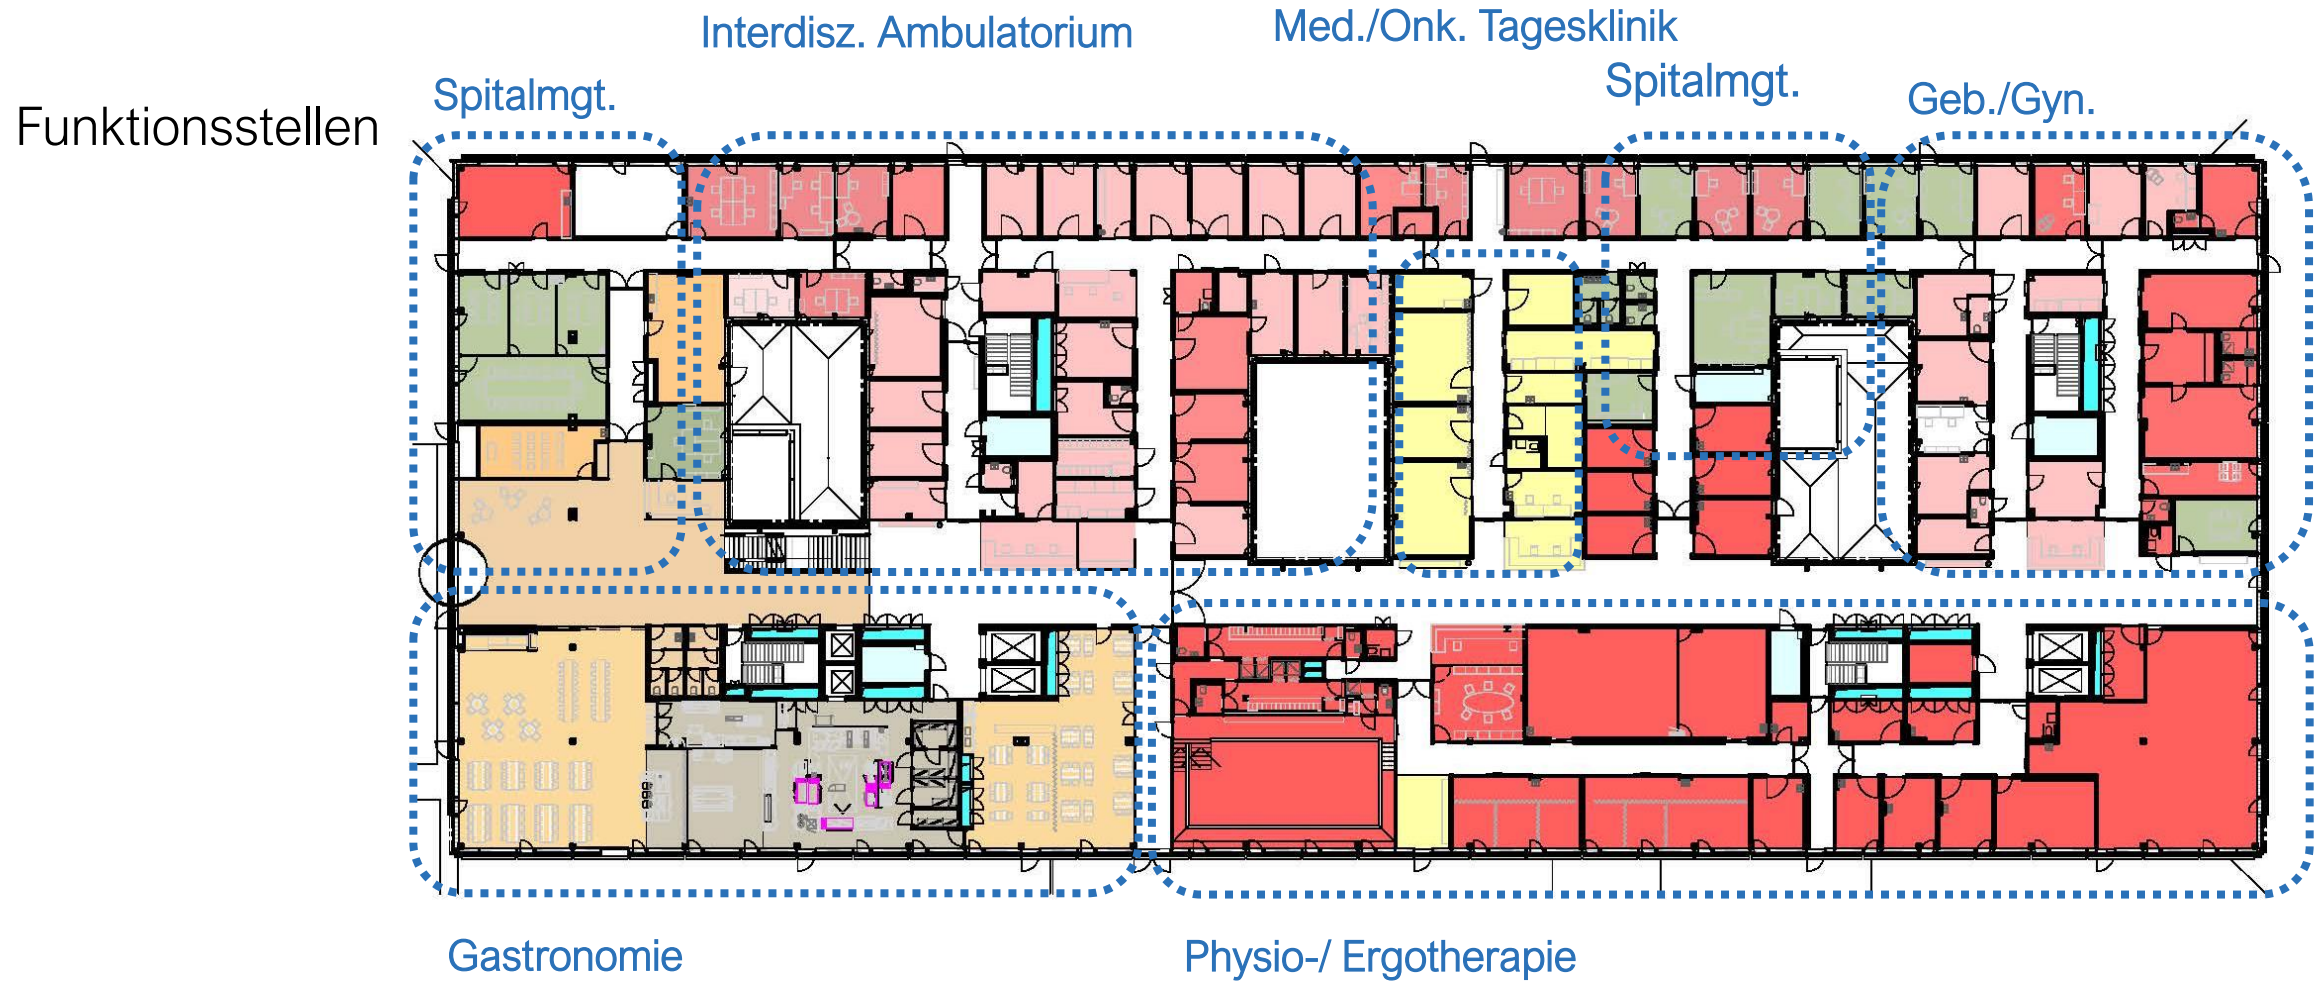 Interdisz. Ambulatorium
Med./Onk. Tagesklinik
Spitalmgt.
Spitalmgt.
Geb./Gyn.
Funktionsstellen
Gastronomie
Physio-/ Ergotherapie